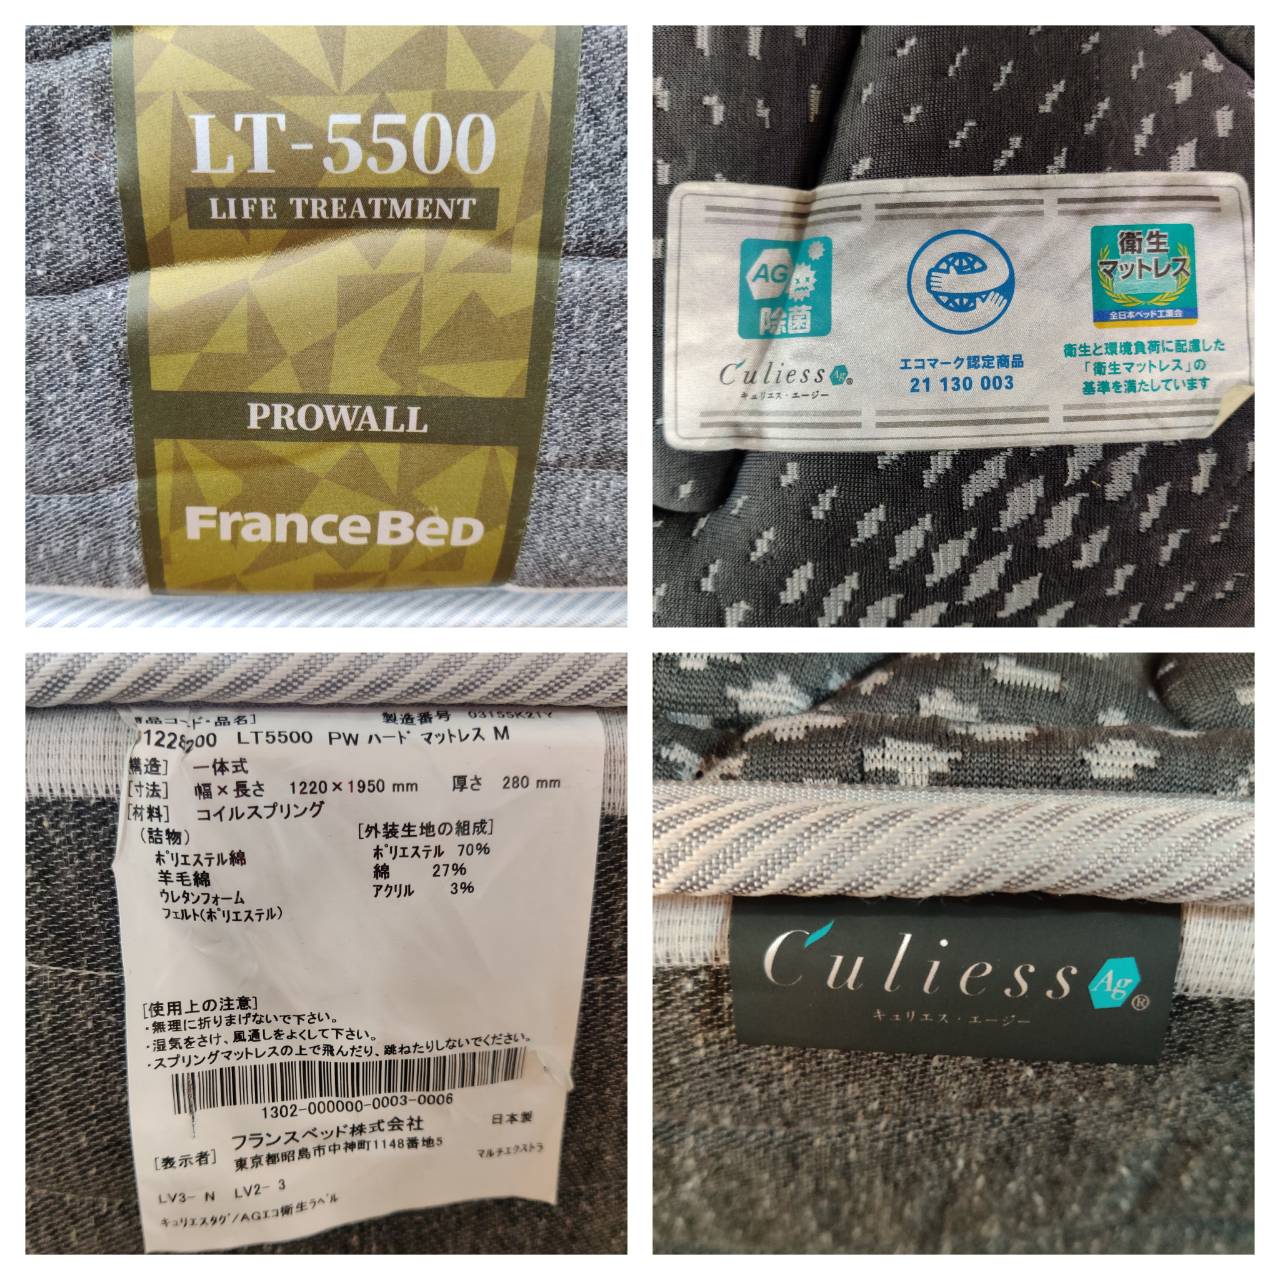 LT-5500
LIFE TREATMENT
PROWALL
FranceBeD
AG
除菌
Culiess Ag®
キュリエス・エージー
エコマーク認定商品
21 130 003
衛生
マットレス
全日本ベッド工業会
衛生と環境負荷に配慮した
「衛生マットレス」の
基準を満たしています
品コード・品名] 製造番号 03155K21Y
LT5500 PW ハード マットレス M
構造] 一体式
[寸法] 幅×長さ 1220×1950 mm 厚さ 280 mm
[材料] コイルスプリング
(詰物)
ポリエステル綿
羊毛綿
ウレタンフォーム
フェルト(ポリエステル)
[外装生地の組成]
ポリエステル 70%
綿 27%
アクリル 3%
[使用上の注意]
・無理に折りまげないで下さい。
・湿気をさけ、風通しをよくして下さい。
・スプリングマットレスの上で飛んだり、跳ねたりしないでください。
1302-000000-0003-0006
フランスベッド株式会社 日本製
[表示者] 東京都昭島市中神町1148番地5 マルチエクストラ
LV3- N LV2- 3
キュリエスタグ/AGエコ衛生ラベル
Culiess Ag®
キュリエス・エージー